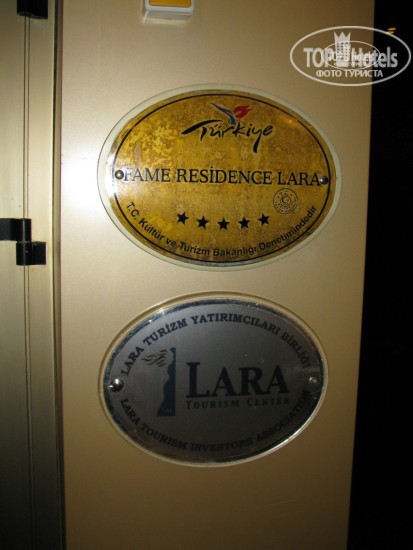 TOP Hotels
ФОТО ТУРИСТА
Türkiye
FAME RESİDENCE LARA
T.C. Kültür ve Turizm Bakanlığı Denetimindedir
LARA TURİZM YATIRIMCILARI BİRLİĞİ
LARA
TOURISM CENTER
LARA TOURISM INVESTORS ASSOCIATION